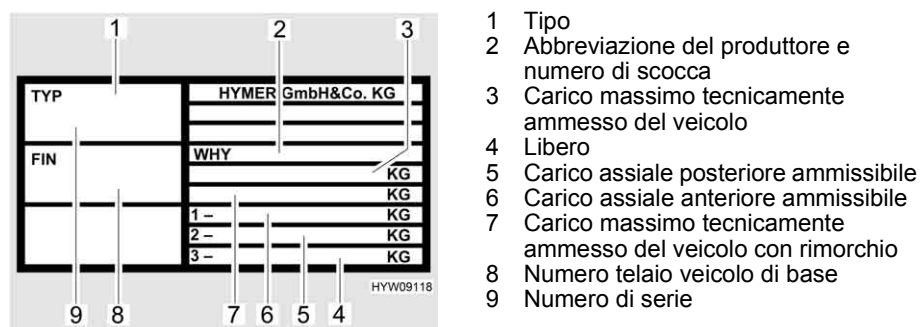 1 2 3
TYP
HYMER GmbH&Co. KG
FIN
WHY
KG
KG
1 – KG
2 – KG
3 – KG
HYW09118
9 8 7 6 5 4
1 Tipo
2 Abbreviazione del produttore e
numero di scocca
3 Carico massimo tecnicamente
ammesso del veicolo
4 Libero
5 Carico assiale posteriore ammissibile
6 Carico assiale anteriore ammissibile
7 Carico massimo tecnicamente
ammesso del veicolo con rimorchio
8 Numero telaio veicolo di base
9 Numero di serie